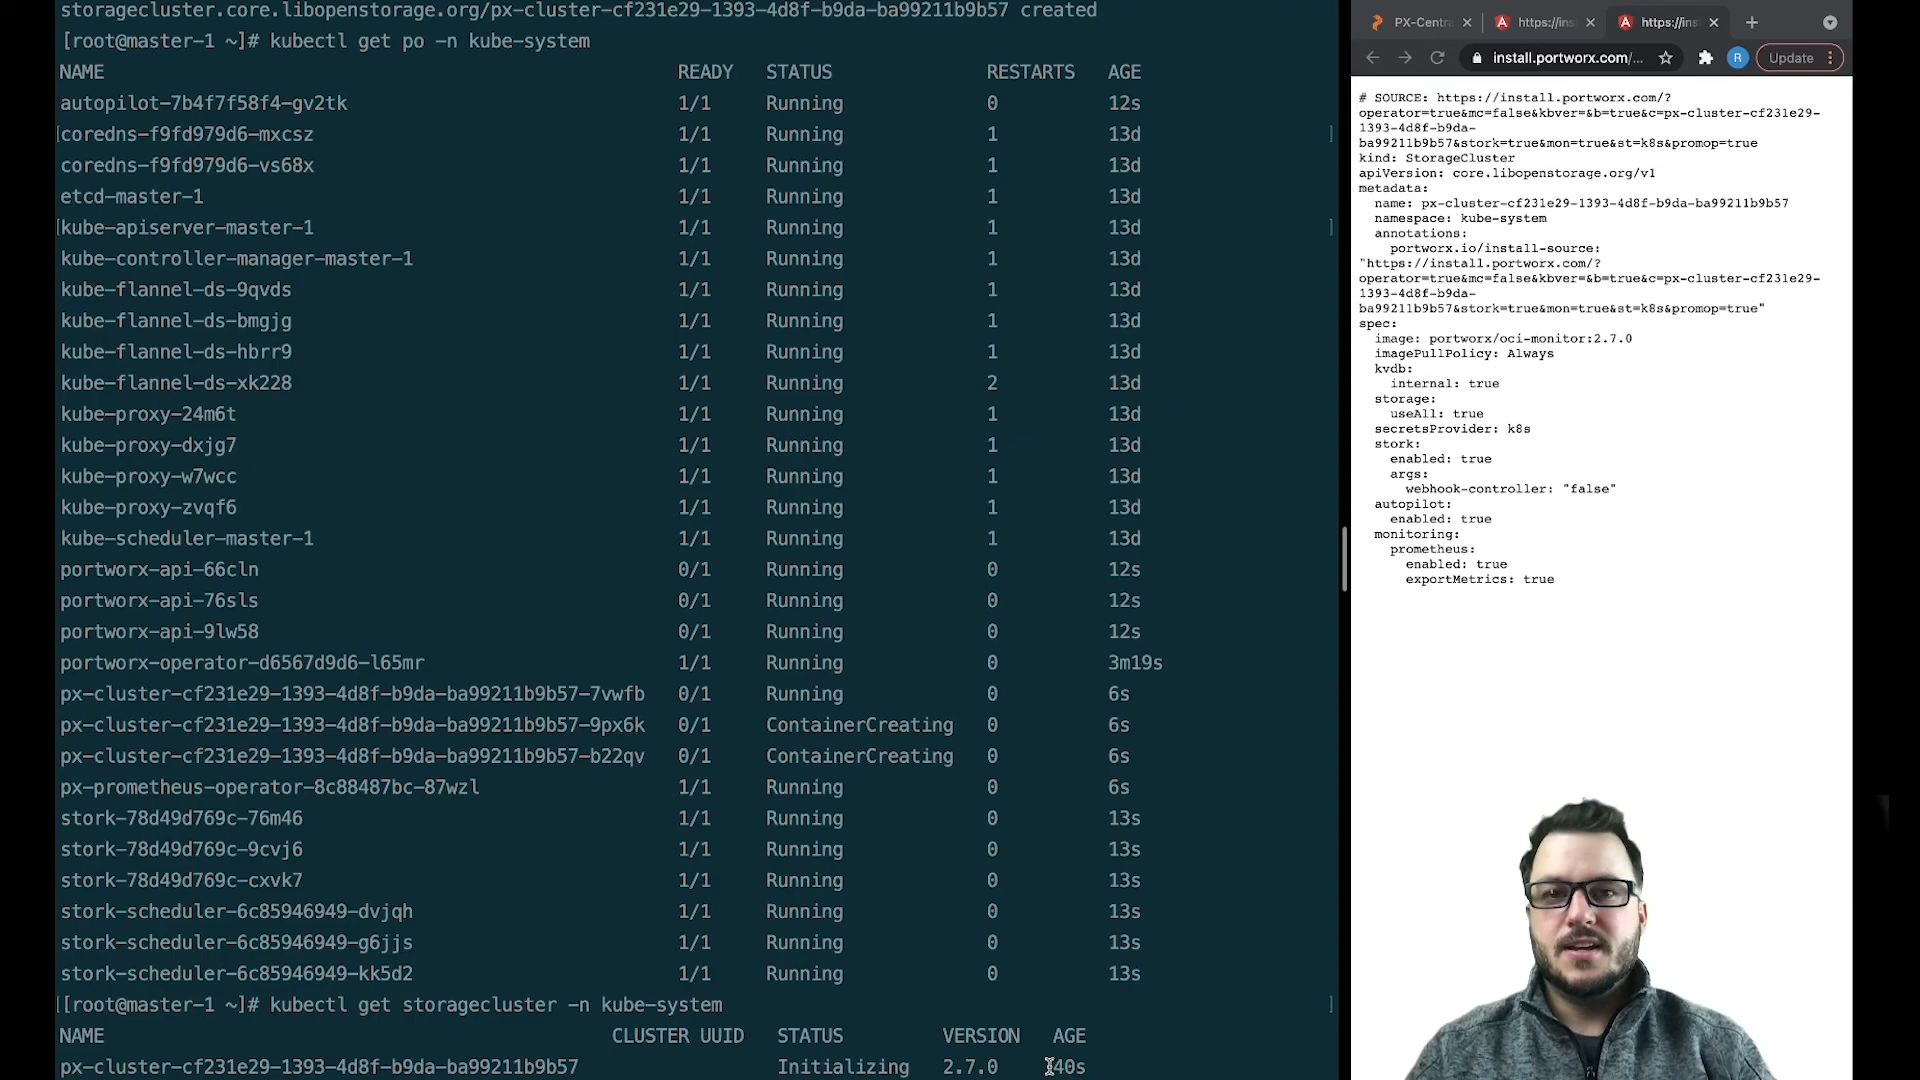 storagecluster.core.libopenstorage.org/px-cluster-cf231e29-1393-4d8f-b9da-ba99211b9b57 created
[root@master-1 ~]# kubectl get po -n kube-system
NAME READY STATUS RESTARTS AGE
autopilot-7b4f7f58f4-gv2tk 1/1 Running 0 12s
[coredns-f9fd979d6-mxcsz 1/1 Running 1 13d ]
coredns-f9fd979d6-vs68x 1/1 Running 1 13d
etcd-master-1 1/1 Running 1 13d
[kube-apiserver-master-1 1/1 Running 1 13d ]
kube-controller-manager-master-1 1/1 Running 1 13d
kube-flannel-ds-9qvds 1/1 Running 1 13d
kube-flannel-ds-bmgjg 1/1 Running 1 13d
kube-flannel-ds-hbrr9 1/1 Running 1 13d
kube-flannel-ds-xk228 1/1 Running 2 13d
kube-proxy-24m6t 1/1 Running 1 13d
kube-proxy-dxjg7 1/1 Running 1 13d
kube-proxy-w7wcc 1/1 Running 1 13d
kube-proxy-zvqf6 1/1 Running 1 13d
kube-scheduler-master-1 1/1 Running 1 13d
portworx-api-66cln 0/1 Running 0 12s
portworx-api-76sls 0/1 Running 0 12s
portworx-api-9lw58 0/1 Running 0 12s
portworx-operator-d6567d9d6-l65mr 1/1 Running 0 3m19s
px-cluster-cf231e29-1393-4d8f-b9da-ba99211b9b57-7vwfb 0/1 Running 0 6s
px-cluster-cf231e29-1393-4d8f-b9da-ba99211b9b57-9px6k 0/1 ContainerCreating 0 6s
px-cluster-cf231e29-1393-4d8f-b9da-ba99211b9b57-b22qv 0/1 ContainerCreating 0 6s
px-prometheus-operator-8c88487bc-87wzl 1/1 Running 0 6s
stork-78d49d769c-76m46 1/1 Running 0 13s
stork-78d49d769c-9cvj6 1/1 Running 0 13s
stork-78d49d769c-cxvk7 1/1 Running 0 13s
stork-scheduler-6c85946949-dvjqh 1/1 Running 0 13s
stork-scheduler-6c85946949-g6jjs 1/1 Running 0 13s
stork-scheduler-6c85946949-kk5d2 1/1 Running 0 13s
[[root@master-1 ~]# kubectl get storagecluster -n kube-system ]
NAME CLUSTER UUID STATUS VERSION AGE
px-cluster-cf231e29-1393-4d8f-b9da-ba99211b9b57 Initializing 2.7.0 40s
PX-Centra https://ins https://ins
install.portworx.com/... R Update
# SOURCE: https://install.portworx.com/?
operator=true&mc=false&kbver=&b=true&c=px-cluster-cf231e29-
1393-4d8f-b9da-
ba99211b9b57&stork=true&mon=true&st=k8s&promop=true
kind: StorageCluster
apiVersion: core.libopenstorage.org/v1
metadata:
name: px-cluster-cf231e29-1393-4d8f-b9da-ba99211b9b57
namespace: kube-system
annotations:
portworx.io/install-source:
"https://install.portworx.com/?
operator=true&mc=false&kbver=&b=true&c=px-cluster-cf231e29-
1393-4d8f-b9da-
ba99211b9b57&stork=true&mon=true&st=k8s&promop=true"
spec:
image: portworx/oci-monitor:2.7.0
imagePullPolicy: Always
kvdb:
internal: true
storage:
useAll: true
secretsProvider: k8s
stork:
enabled: true
args:
webhook-controller: "false"
autopilot:
enabled: true
monitoring:
prometheus:
enabled: true
exportMetrics: true